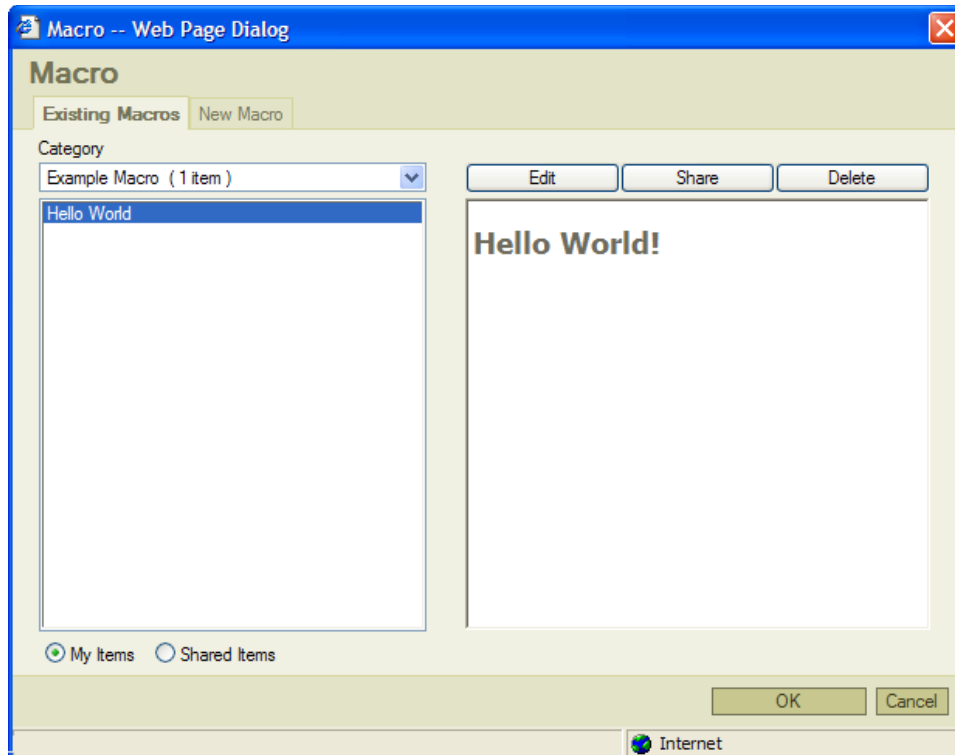 Macro -- Web Page Dialog
Macro
Existing Macros New Macro
Category
Example Macro ( 1 item )
Edit Share Delete
Hello World
Hello World!
My Items Shared Items
OK Cancel
Internet